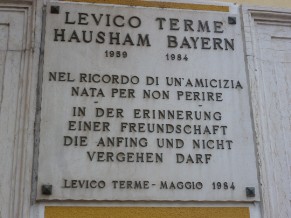 LEVICO TERME
HAUSHAM BAYERN
1959 1984
NEL RICORDO DI UN'AMICIZIA
NATA PER NON PERIRE
IN DER ERINNERUNG
EINER FREUNDSCHAFT
DIE ANFING UND NICHT
VERGEHEN DARF
LEVICO TERME - MAGGIO 1984